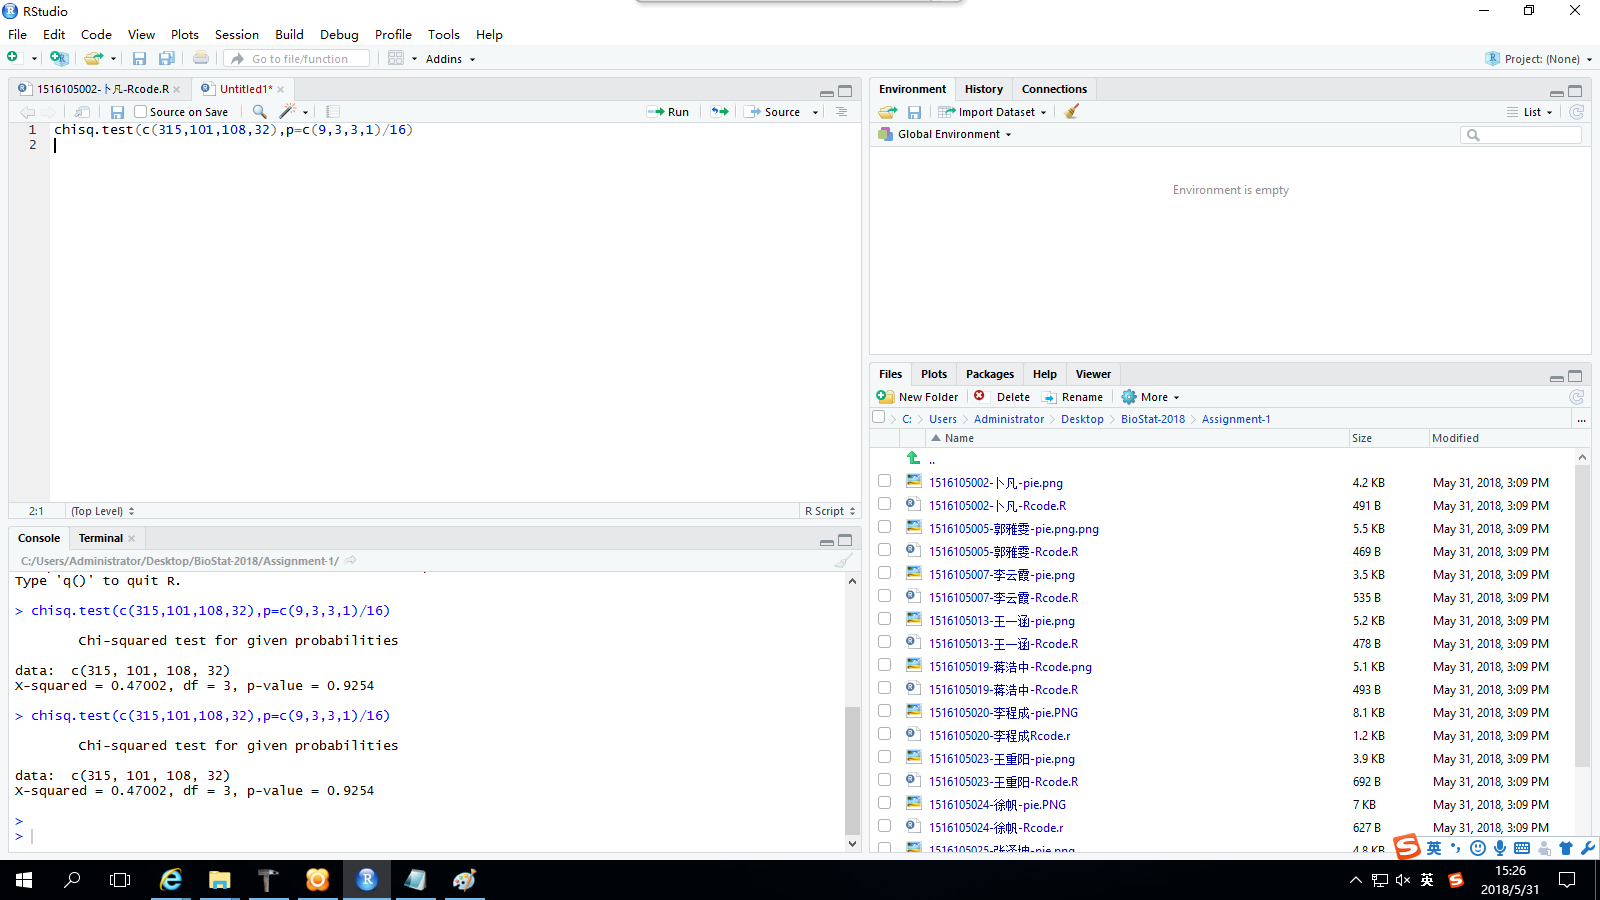 RStudio
File Edit Code View Plots Session Build Debug Profile Tools Help
Go to file/function Addins Project: (None)
1516105002-卜凡-Rcode.R Untitled1*
Source on Save Run Source
1 chisq.test(c(315,101,108,32),p=c(9,3,3,1)/16)
2
2:1 (Top Level) R Script
Console Terminal
C:/Users/Administrator/Desktop/BioStat-2018/Assignment-1/
Type 'q()' to quit R.
> chisq.test(c(315,101,108,32),p=c(9,3,3,1)/16)
Chi-squared test for given probabilities
data: c(315, 101, 108, 32)
X-squared = 0.47002, df = 3, p-value = 0.9254
> chisq.test(c(315,101,108,32),p=c(9,3,3,1)/16)
Chi-squared test for given probabilities
data: c(315, 101, 108, 32)
X-squared = 0.47002, df = 3, p-value = 0.9254
>
>
Environment History Connections
Import Dataset List
Global Environment
Environment is empty
Files Plots Packages Help Viewer
New Folder Delete Rename More
C: Users Administrator Desktop BioStat-2018 Assignment-1 ...
Name Size Modified
..
1516105002-卜凡-pie.png 4.2 KB May 31, 2018, 3:09 PM
1516105002-卜凡-Rcode.R 491 B May 31, 2018, 3:09 PM
1516105005-郭雅雯-pie.png.png 5.5 KB May 31, 2018, 3:09 PM
1516105005-郭雅雯-Rcode.R 469 B May 31, 2018, 3:09 PM
1516105007-李云霞-pie.png 3.5 KB May 31, 2018, 3:09 PM
1516105007-李云霞-Rcode.R 535 B May 31, 2018, 3:09 PM
1516105013-王一涵-pie.png 5.2 KB May 31, 2018, 3:09 PM
1516105013-王一涵-Rcode.R 478 B May 31, 2018, 3:09 PM
1516105019-蒋浩中-Rcode.png 5.1 KB May 31, 2018, 3:09 PM
1516105019-蒋浩中-Rcode.R 493 B May 31, 2018, 3:09 PM
1516105020-李程成-pie.PNG 8.1 KB May 31, 2018, 3:09 PM
1516105020-李程成Rcode.r 1.2 KB May 31, 2018, 3:09 PM
1516105023-王重阳-pie.png 3.9 KB May 31, 2018, 3:09 PM
1516105023-王重阳-Rcode.R 692 B May 31, 2018, 3:09 PM
1516105024-徐帆-pie.PNG 7 KB May 31, 2018, 3:09 PM
1516105024-徐帆-Rcode.r 627 B May 31, 2018, 3:09 PM
1516105025-张泽坤-pie.png 4.8 KB
英
英
15:26
2018/5/31